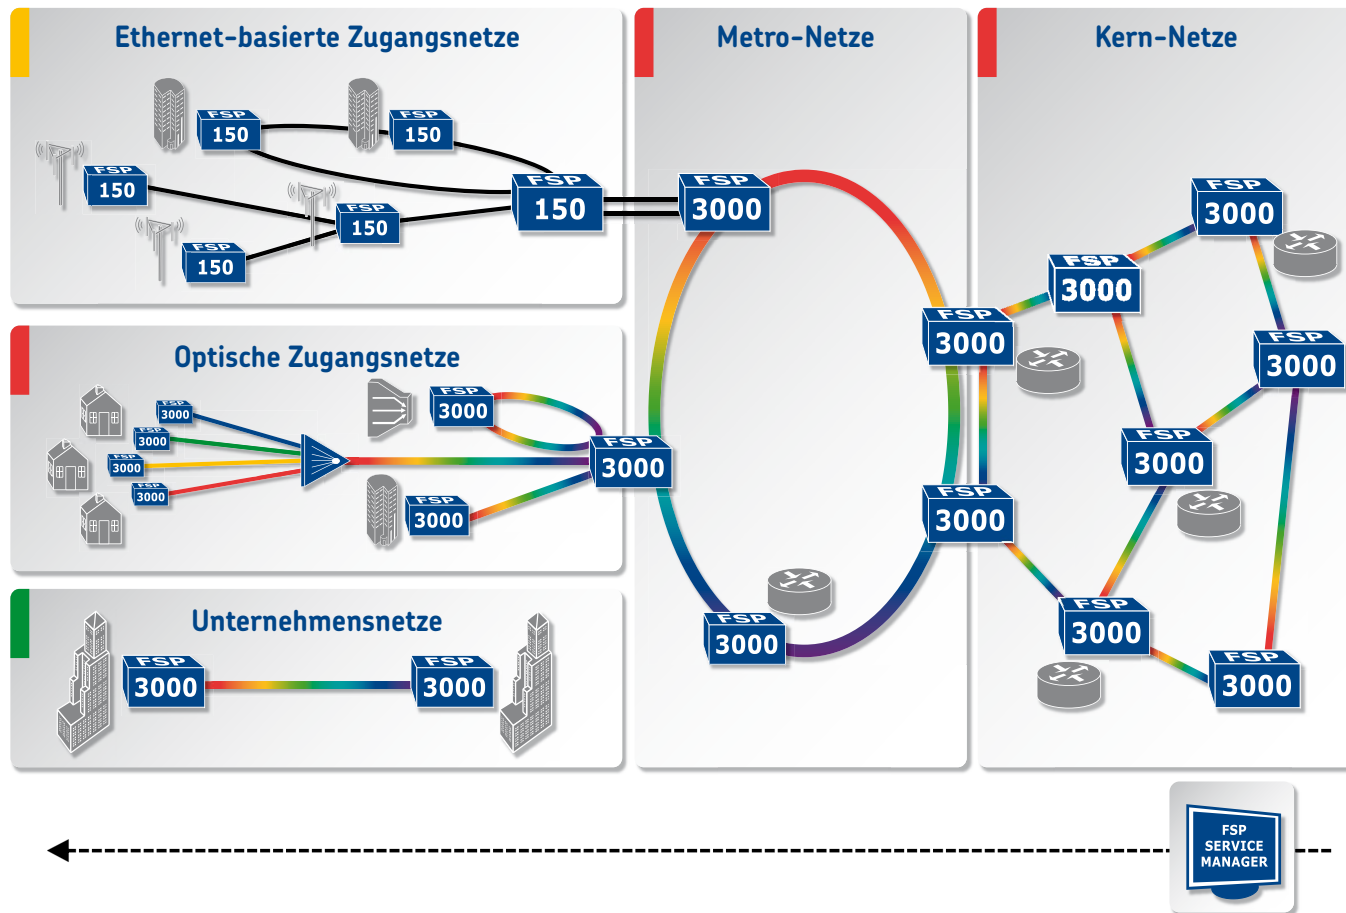 Ethernet-basierte Zugangsnetze
FSP
150
FSP
150
FSP
150
FSP
150
FSP
150
FSP
150
Optische Zugangsnetze
FSP
3000
FSP
3000
FSP
3000
FSP
3000
FSP
3000
FSP
3000
FSP
3000
Unternehmensnetze
FSP
3000
FSP
3000
Metro-Netze
FSP
3000
FSP
3000
FSP
3000
FSP
3000
Kern-Netze
FSP
3000
FSP
3000
FSP
3000
FSP
3000
FSP
3000
FSP
3000
FSP
SERVICE
MANAGER